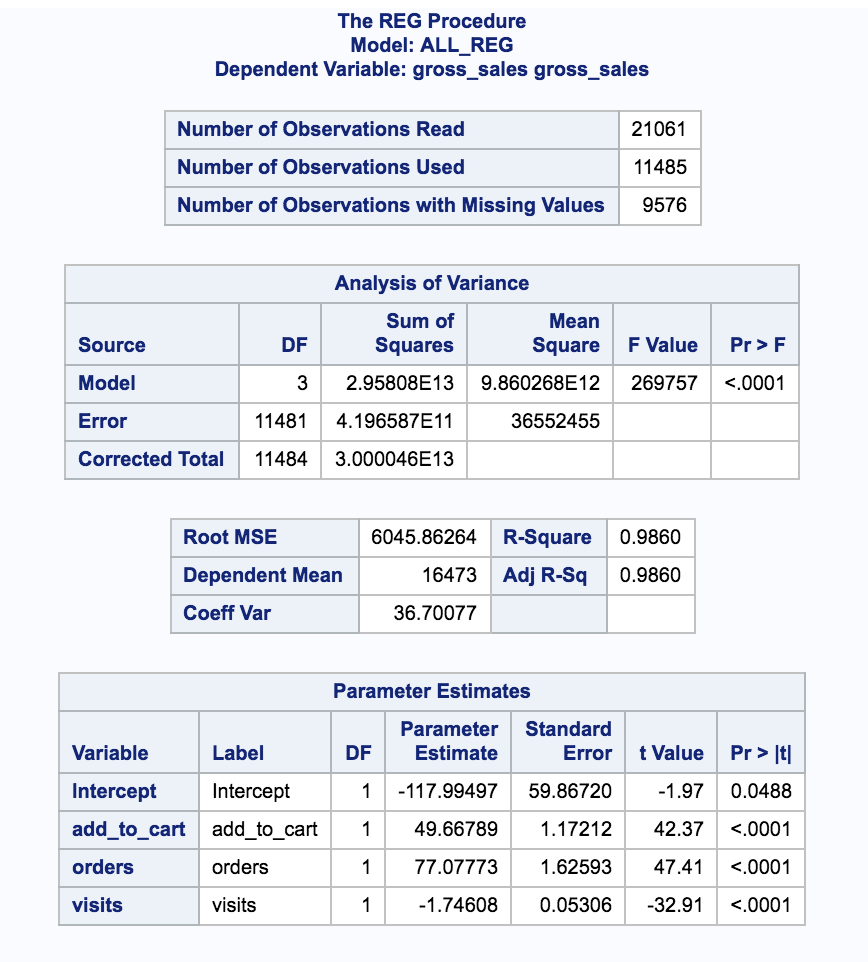 The REG Procedure
Model: ALL_REG
Dependent Variable: gross_sales gross_sales
Number of Observations Read 21061
Number of Observations Used 11485
Number of Observations with Missing Values 9576
Analysis of Variance
Source DF Sum of Squares Mean Square F Value Pr > F
Model 3 2.95808E13 9.860268E12 269757 <.0001
Error 11481 4.196587E11 36552455
Corrected Total 11484 3.000046E13
Root MSE 6045.86264 R-Square 0.9860
Dependent Mean 16473 Adj R-Sq 0.9860
Coeff Var 36.70077
Parameter Estimates
Variable Label DF Parameter Estimate Standard Error t Value Pr > |t|
Intercept Intercept 1 -117.99497 59.86720 -1.97 0.0488
add_to_cart add_to_cart 1 49.66789 1.17212 42.37 <.0001
orders orders 1 77.07773 1.62593 47.41 <.0001
visits visits 1 -1.74608 0.05306 -32.91 <.0001